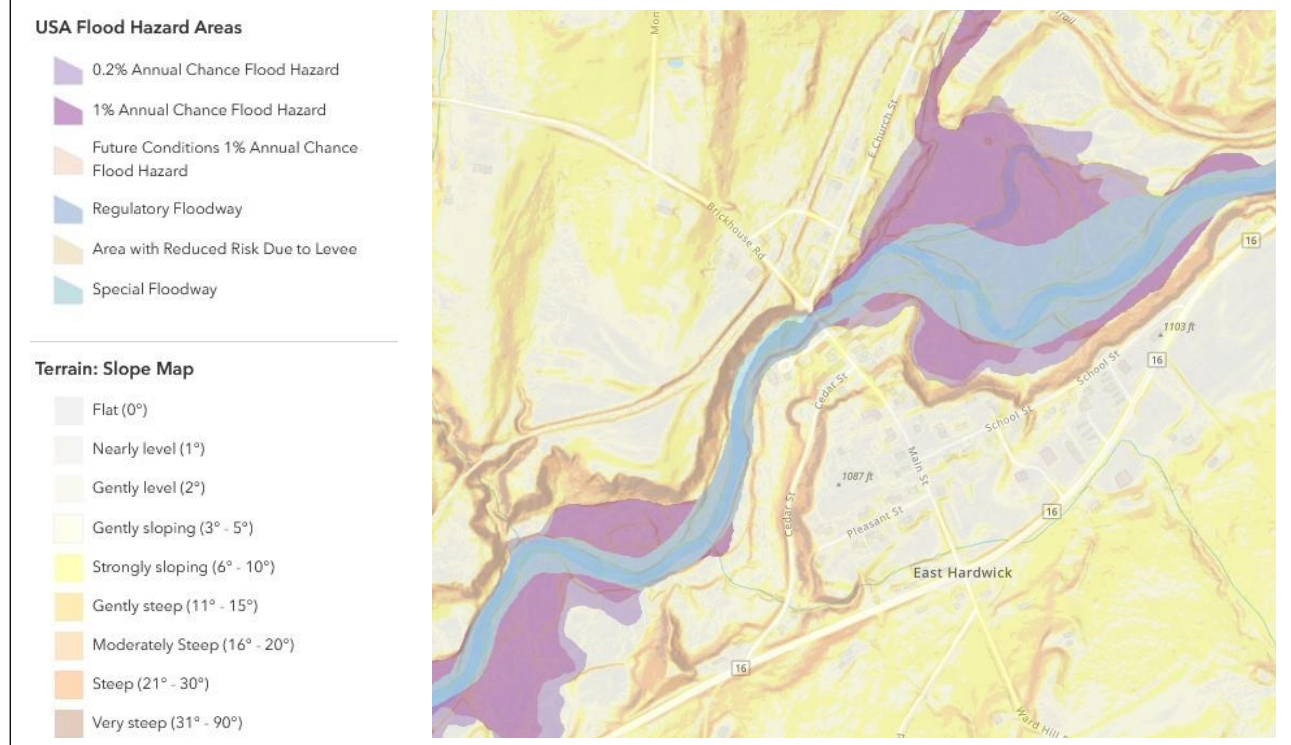 USA Flood Hazard Areas
0.2% Annual Chance Flood Hazard
1% Annual Chance Flood Hazard
Future Conditions 1% Annual Chance
Flood Hazard
Regulatory Floodway
Area with Reduced Risk Due to Levee
Special Floodway
Terrain: Slope Map
Flat (0°)
Nearly level (1°)
Gently level (2°)
Gently sloping (3° - 5°)
Strongly sloping (6° - 10°)
Gently steep (11° - 15°)
Moderately Steep (16° - 20°)
Steep (21° - 30°)
Very steep (31° - 90°)
Mon
Trail
E Church St
Brickhouse Rd
16
1103 ft
16
School St
Cedar St
School St
Main St
1087 ft
Cedar St
Pleasant St
16
East Hardwick
16
Ward Hill